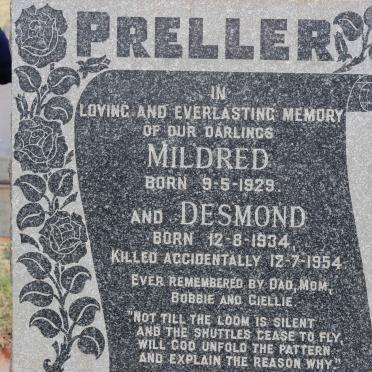 PRELLER
IN
LOVING AND EVERLASTING MEMORY
OF OUR DARLINGS
MILDRED
BORN 9-5-1929.
AND DESMOND
BORN 12-8-1934,
KILLED ACCIDENTALLY 12-7-1954.
EVER REMEMBERED BY DAD, MOM,
BOBBIE AND GIELLIE.
"NOT TILL THE LOOM IS SILENT
AND THE SHUTTLES CEASE TO FLY,
WILL GOD UNFOLD THE PATTERN
AND EXPLAIN THE REASON WHY."